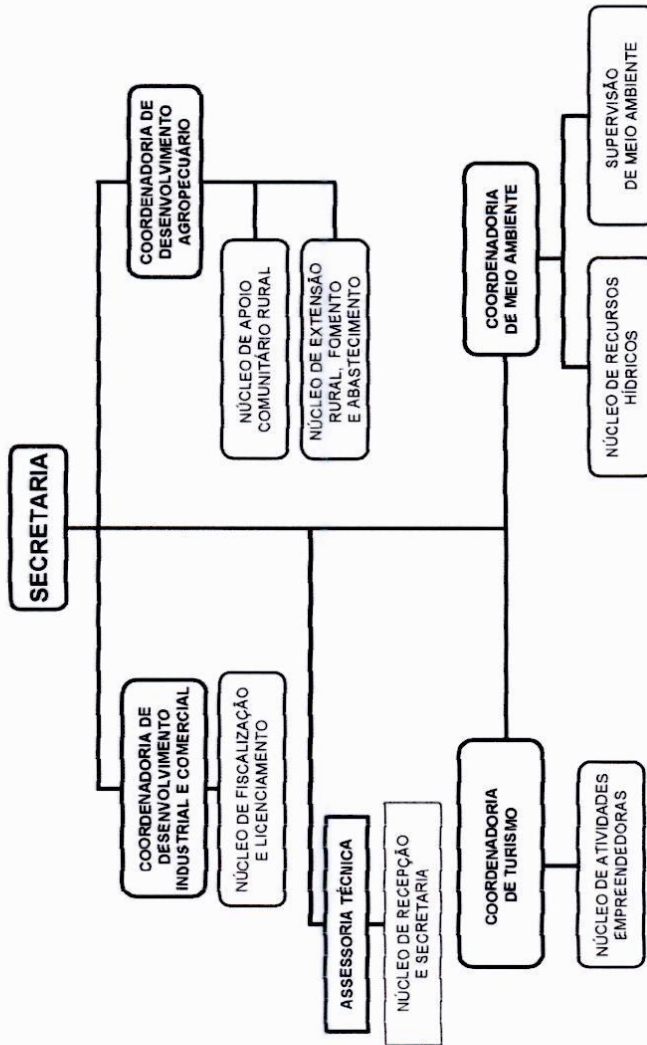 SECRETARIA
COORDENADORIA DE
DESENVOLVIMENTO
INDUSTRIAL E COMERCIAL
NÚCLEO DE FISCALIZAÇÃO
E LICENCIAMENTO
COORDENADORIA DE
DESENVOLVIMENTO
AGROPECUÁRIO
NÚCLEO DE APOIO
COMUNITÁRIO RURAL
NÚCLEO DE EXTENSÃO
RURAL, FOMENTO
E ABASTECIMENTO
ASSESSORIA TÉCNICA
NÚCLEO DE RECEPÇÃO
E SECRETARIA
COORDENADORIA
DE TURISMO
NÚCLEO DE ATIVIDADES
EMPREENDEDORAS
COORDENADORIA
DE MEIO AMBIENTE
NÚCLEO DE RECURSOS
HÍDRICOS
SUPERVISÃO
DE MEIO AMBIENTE